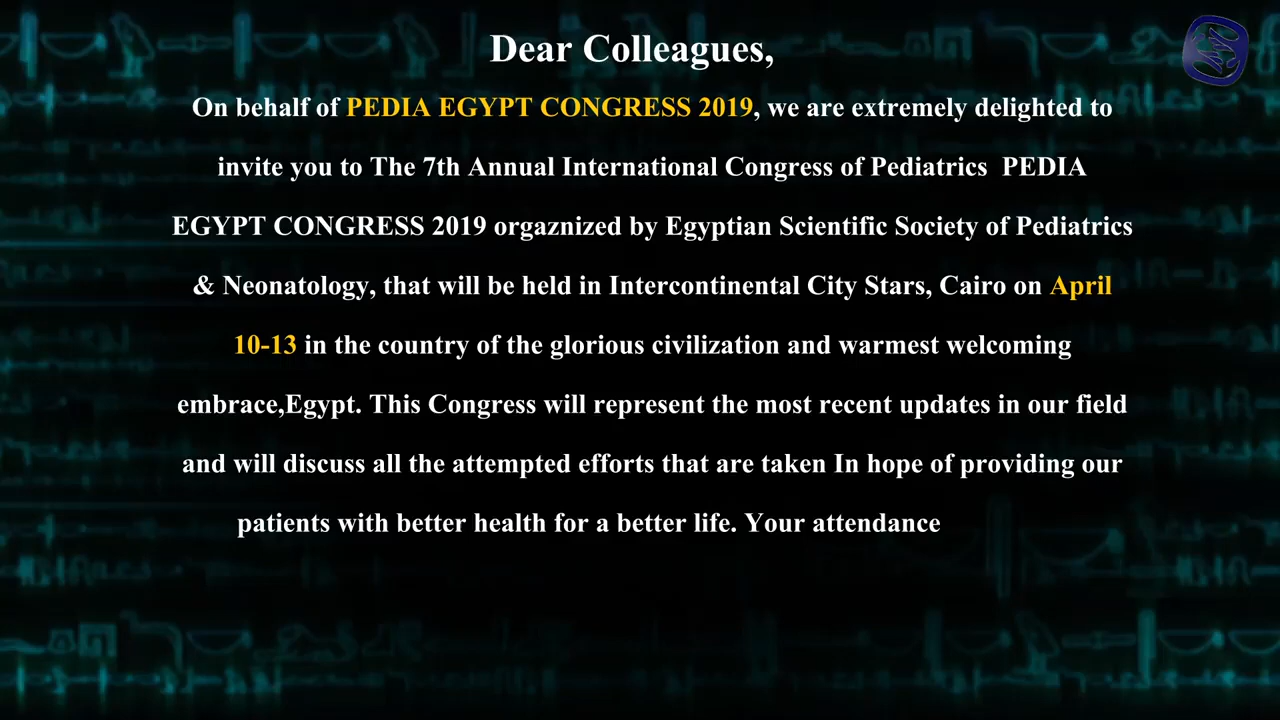 Dear Colleagues,
On behalf of PEDIA EGYPT CONGRESS 2019, we are extremely delighted to
invite you to The 7th Annual International Congress of Pediatrics  PEDIA
EGYPT CONGRESS 2019 orgaznized by Egyptian Scientific Society of Pediatrics
& Neonatology, that will be held in Intercontinental City Stars, Cairo on April
10-13 in the country of the glorious civilization and warmest welcoming
embrace,Egypt. This Congress will represent the most recent updates in our field
and will discuss all the attempted efforts that are taken In hope of providing our
patients with better health for a better life. Your attendance